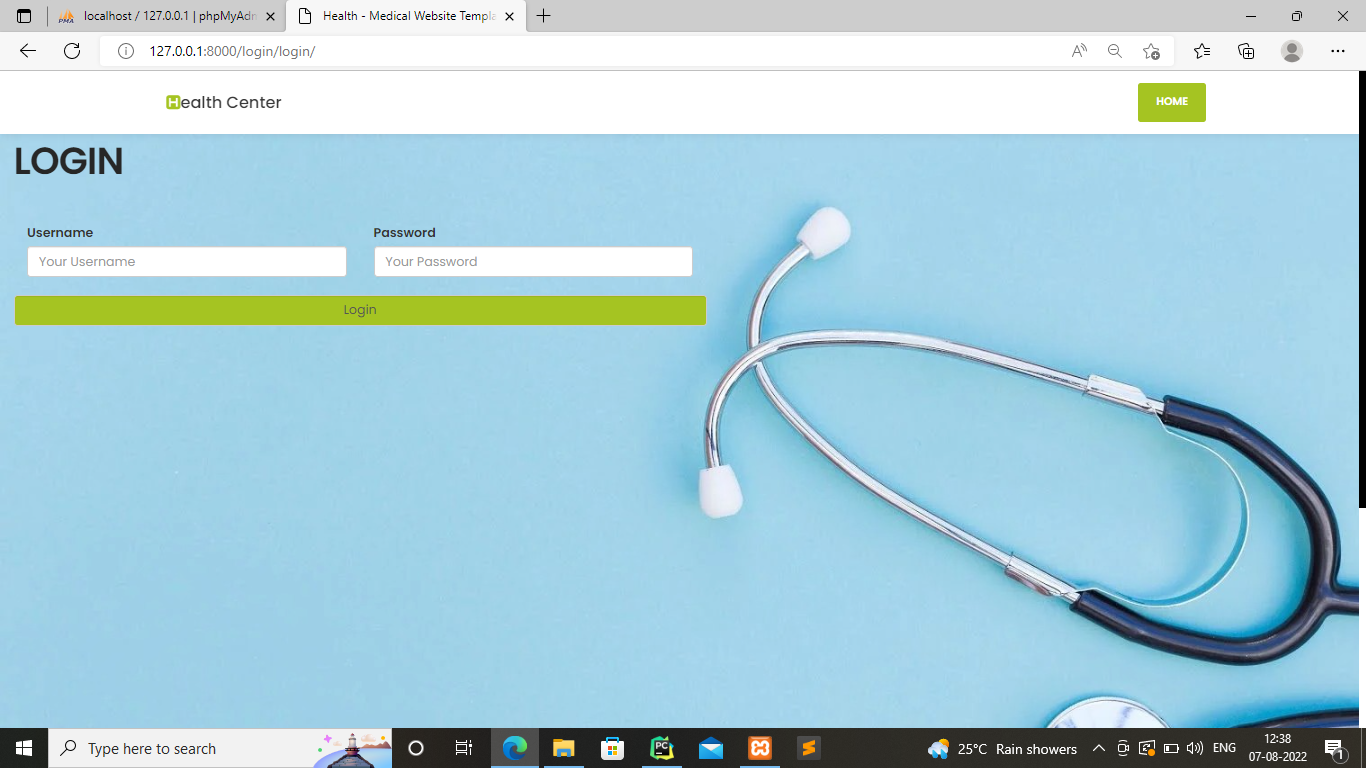 localhost / 127.0.0.1 | phpMyAdm
Health - Medical Website Templa
127.0.0.1:8000/login/login/
Health Center
HOME
LOGIN
Username
Password
Your Username
Your Password
Login
Type here to search
25°C Rain showers
ENG
12:38
07-08-2022
1